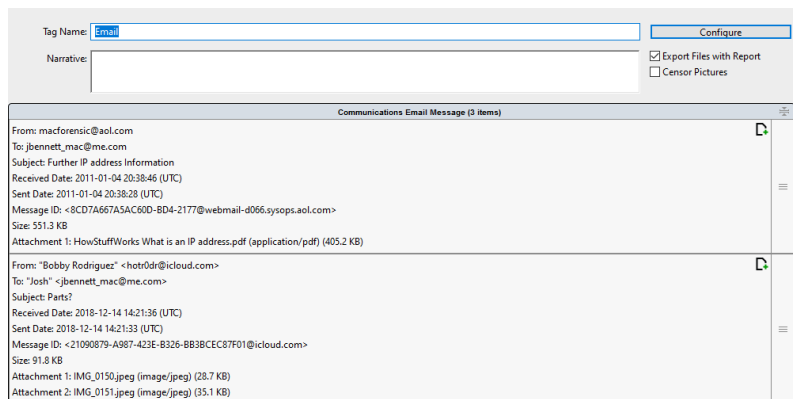 Tag Name: Email
Configure
Narrative:
Export Files with Report
Censor Pictures
Communications Email Message (3 items)
From: macforensic@aol.com
To: jbennett_mac@me.com
Subject: Further IP address Information
Received Date: 2011-01-04 20:38:46 (UTC)
Sent Date: 2011-01-04 20:38:28 (UTC)
Message ID: <8CD7A667A5AC60D-BD4-2177@webmail-d066.sysops.aol.com>
Size: 551.3 KB
Attachment 1: HowStuffWorks What is an IP address.pdf (application/pdf) (405.2 KB)
From: "Bobby Rodriguez" <hotr0dr@icloud.com>
To: "Josh" <jbennett_mac@me.com>
Subject: Parts?
Received Date: 2018-12-14 14:21:36 (UTC)
Sent Date: 2018-12-14 14:21:33 (UTC)
Message ID: <21090879-A987-423E-B326-BB3BCEC87F01@icloud.com>
Size: 91.8 KB
Attachment 1: IMG_0150.jpeg (image/jpeg) (28.7 KB)
Attachment 2: IMG_0151.jpeg (image/jpeg) (35.1 KB)